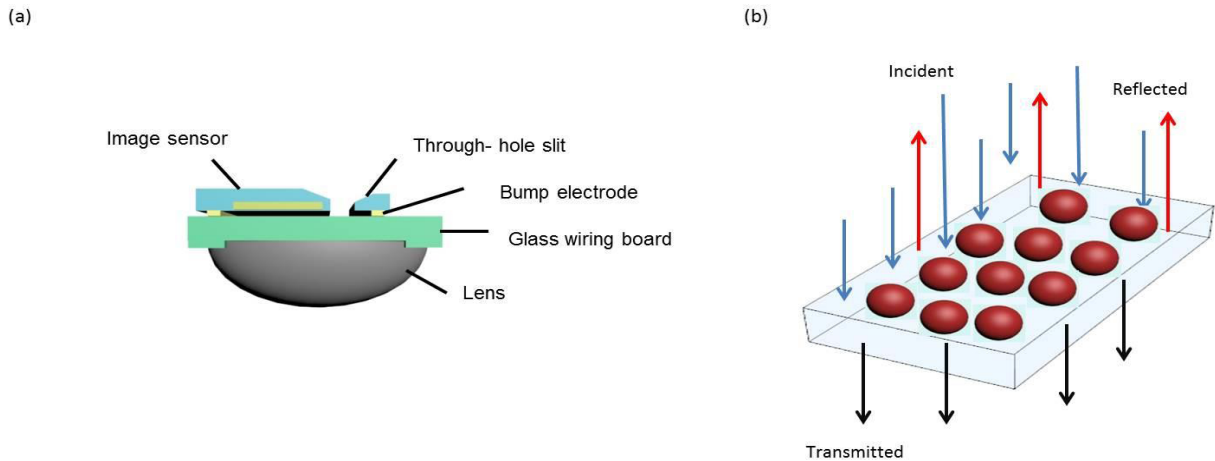 (a)
Image sensor
Through- hole slit
Bump electrode
Glass wiring board
Lens
(b)
Incident
Reflected
Transmitted